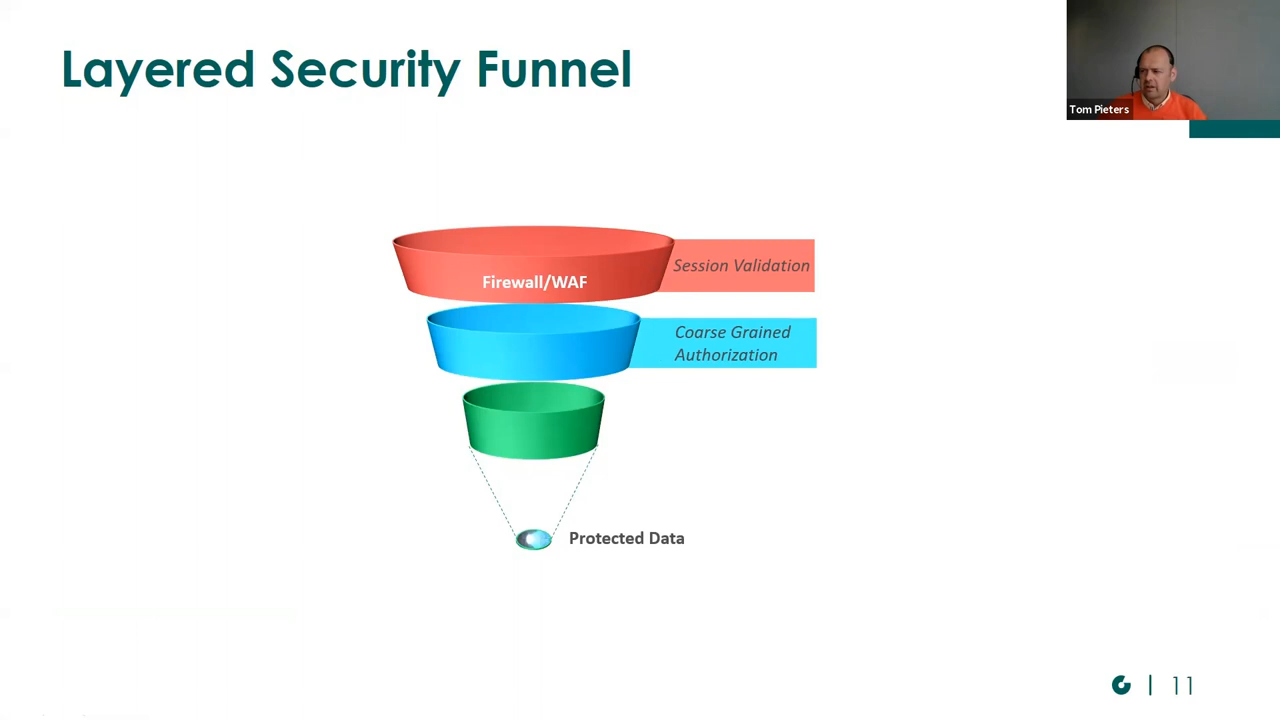 Layered Security Funnel
Tom Pieters
Session Validation
Firewall/WAF
Coarse Grained
Authorization
Protected Data
11